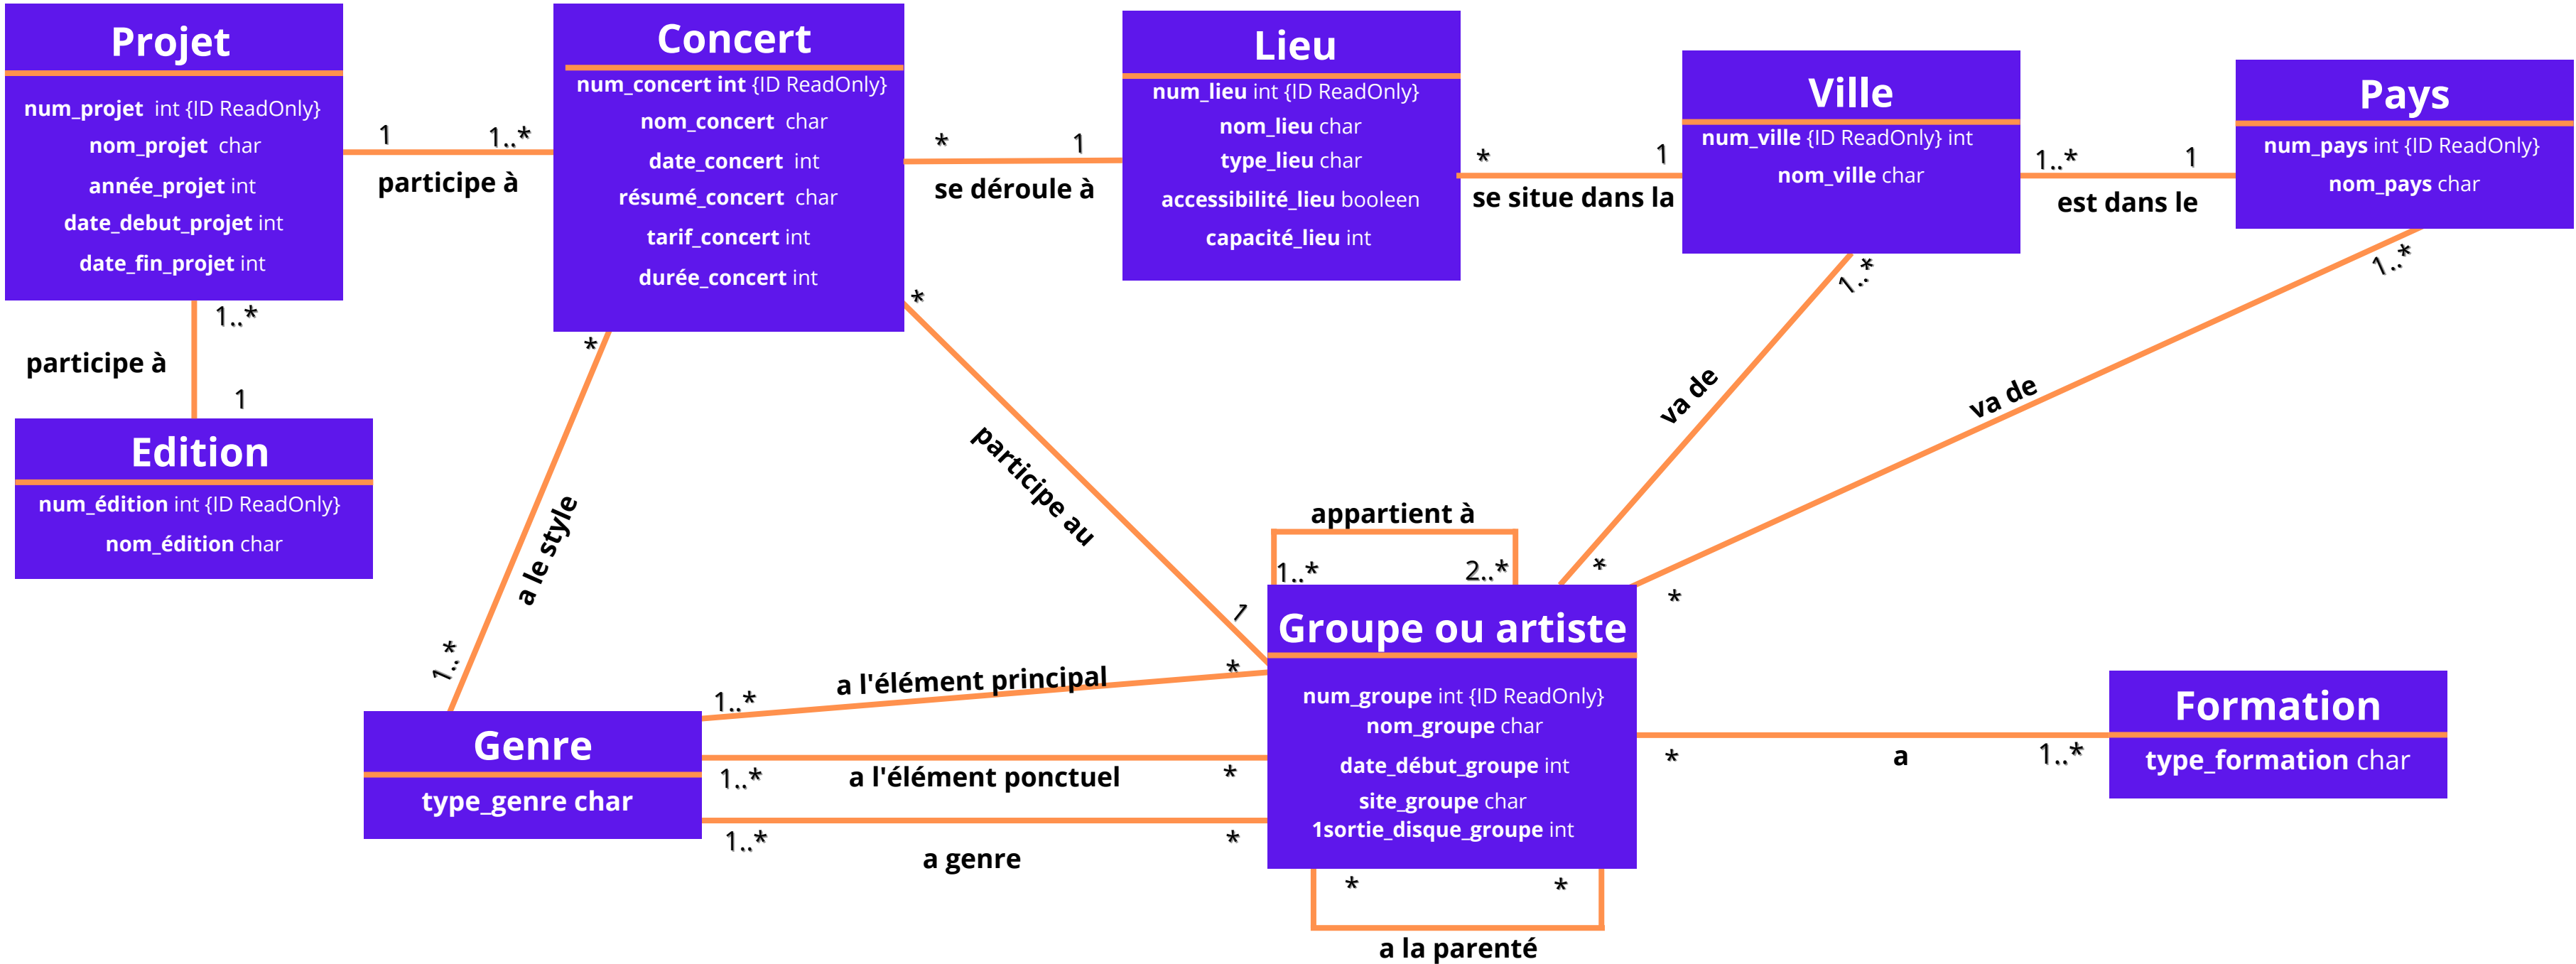 Projet
num_projet int {ID ReadOnly}
nom_projet char
année_projet int
date_debut_projet int
date_fin_projet int
1
1..*
participe à
Concert
num_concert int {ID ReadOnly}
nom_concert char
date_concert int
résumé_concert char
tarif_concert int
durée_concert int
*
1
se déroule à
Lieu
num_lieu int {ID ReadOnly}
nom_lieu char
type_lieu char
accessibilité_lieu booleen
capacité_lieu int
*
1
se situe dans la
Ville
num_ville {ID ReadOnly} int
nom_ville char
1..*
1
est dans le
Pays
num_pays int {ID ReadOnly}
nom_pays char
1..*
participe à
1
Edition
num_édition int {ID ReadOnly}
nom_édition char
*
a le style
1..*
*
participe au
1
1..*
va de
*
1..*
va de
*
appartient à
1..*
2..*
Groupe ou artiste
num_groupe int {ID ReadOnly}
nom_groupe char
date_début_groupe int
site_groupe char
1sortie_disque_groupe int
Genre
type_genre char
1..*
a l'élément principal
*
1..*
a l'élément ponctuel
*
1..*
a genre
*
*
a
1..*
Formation
type_formation char
*
*
a la parenté